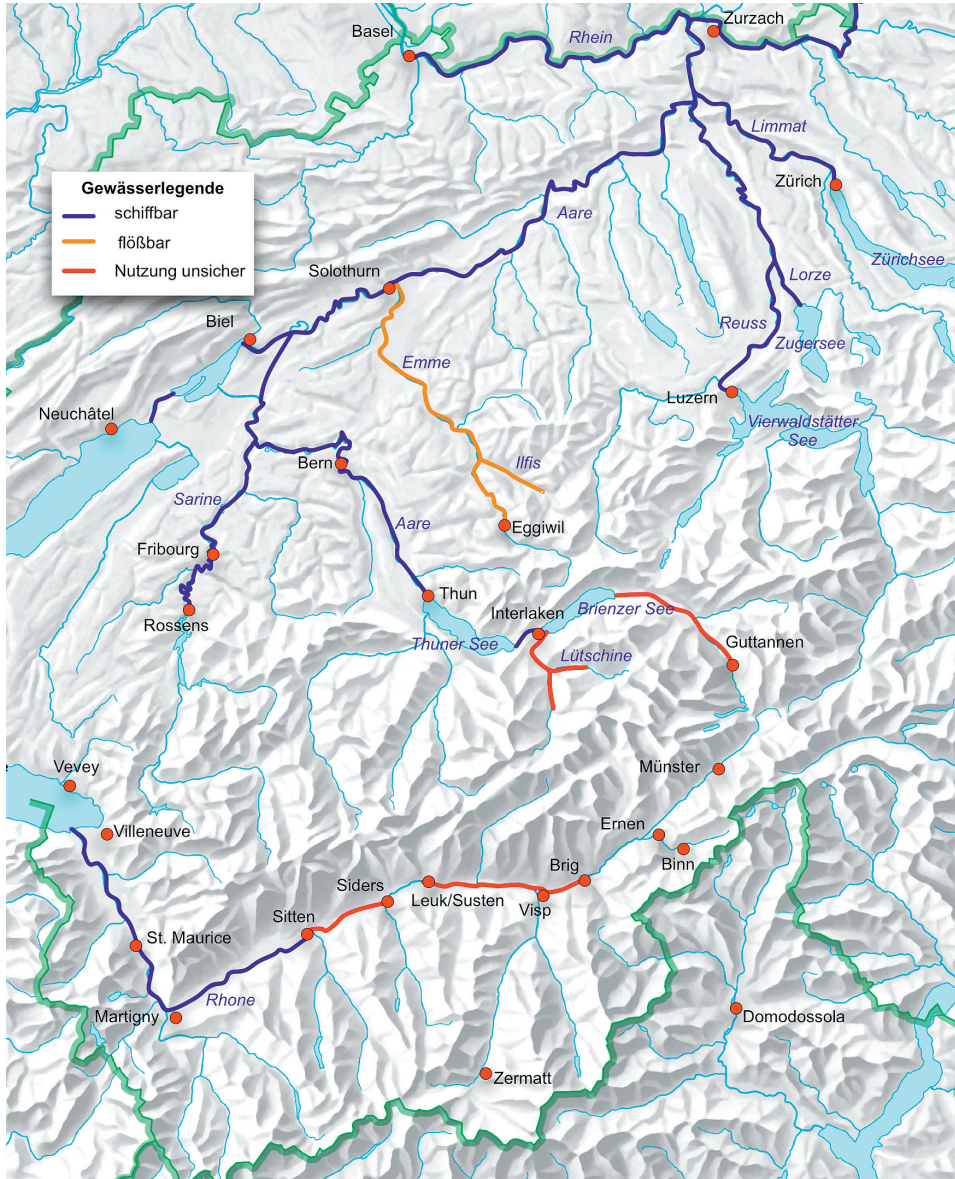 Zurzach
Basel
Rhein
Limmat
Zürich
Gewässerlegende
schiffbar
flößbar
Nutzung unsicher
Aare
Zürichsee
Solothurn
Lorze
Biel
Reuss
Zugersee
Emme
Luzern
Neuchâtel
Vierwaldstätter
See
Bern
Ilfis
Sarine
Aare
Eggiwil
Fribourg
Thun
Interlaken
Brienzer See
Rossens
Thuner See
Lütschine
Guttannen
Vevey
Münster
Villeneuve
Ernen
Binn
Brig
Siders
Leuk/Susten
Visp
Sitten
St. Maurice
Rhone
Martigny
Domodossola
Zermatt